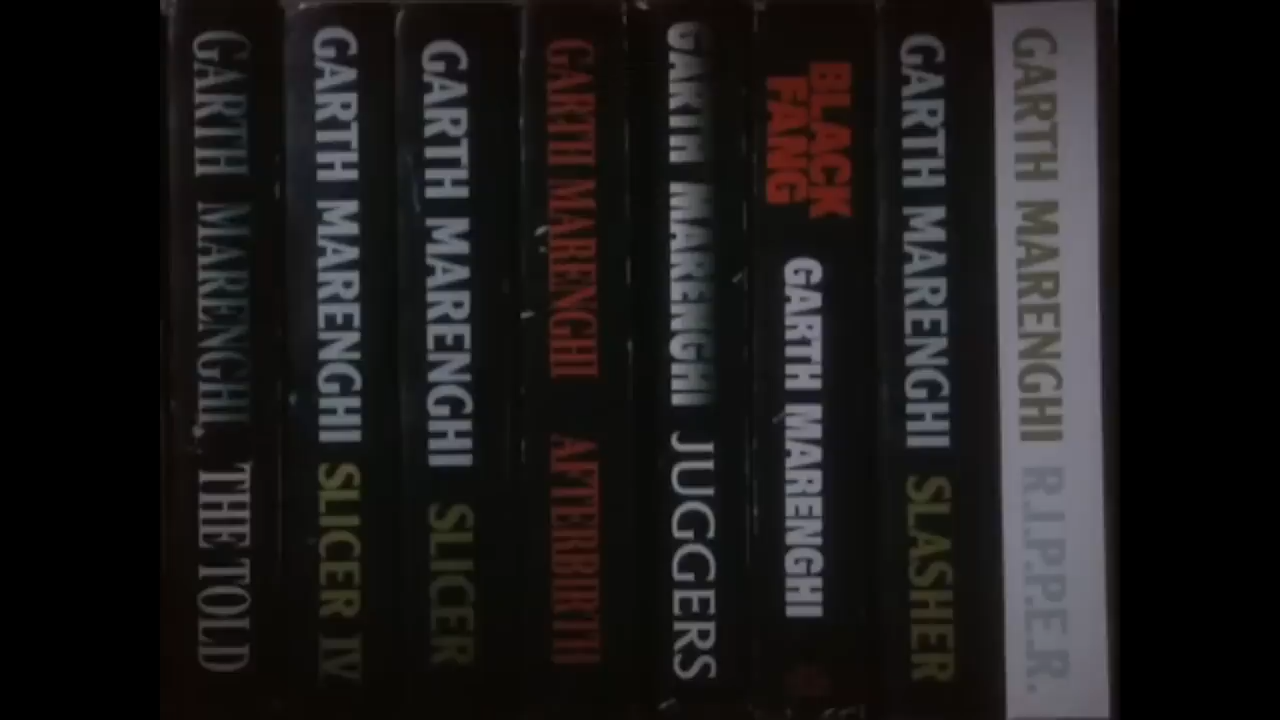 GARTH MARENGHI. THE TOLD
GARTH MARENGHI SLICER IV
GARTH MARENGHI SLICER
GARTH MARENGHI AFTERBIRTH
GARTH MARENGHI JUGGERS
BLACK
FANG
GARTH MARENGHI
GARTH MARENGHI SLASHER
GARTH MARENGHI R.I.P.P.E.R.